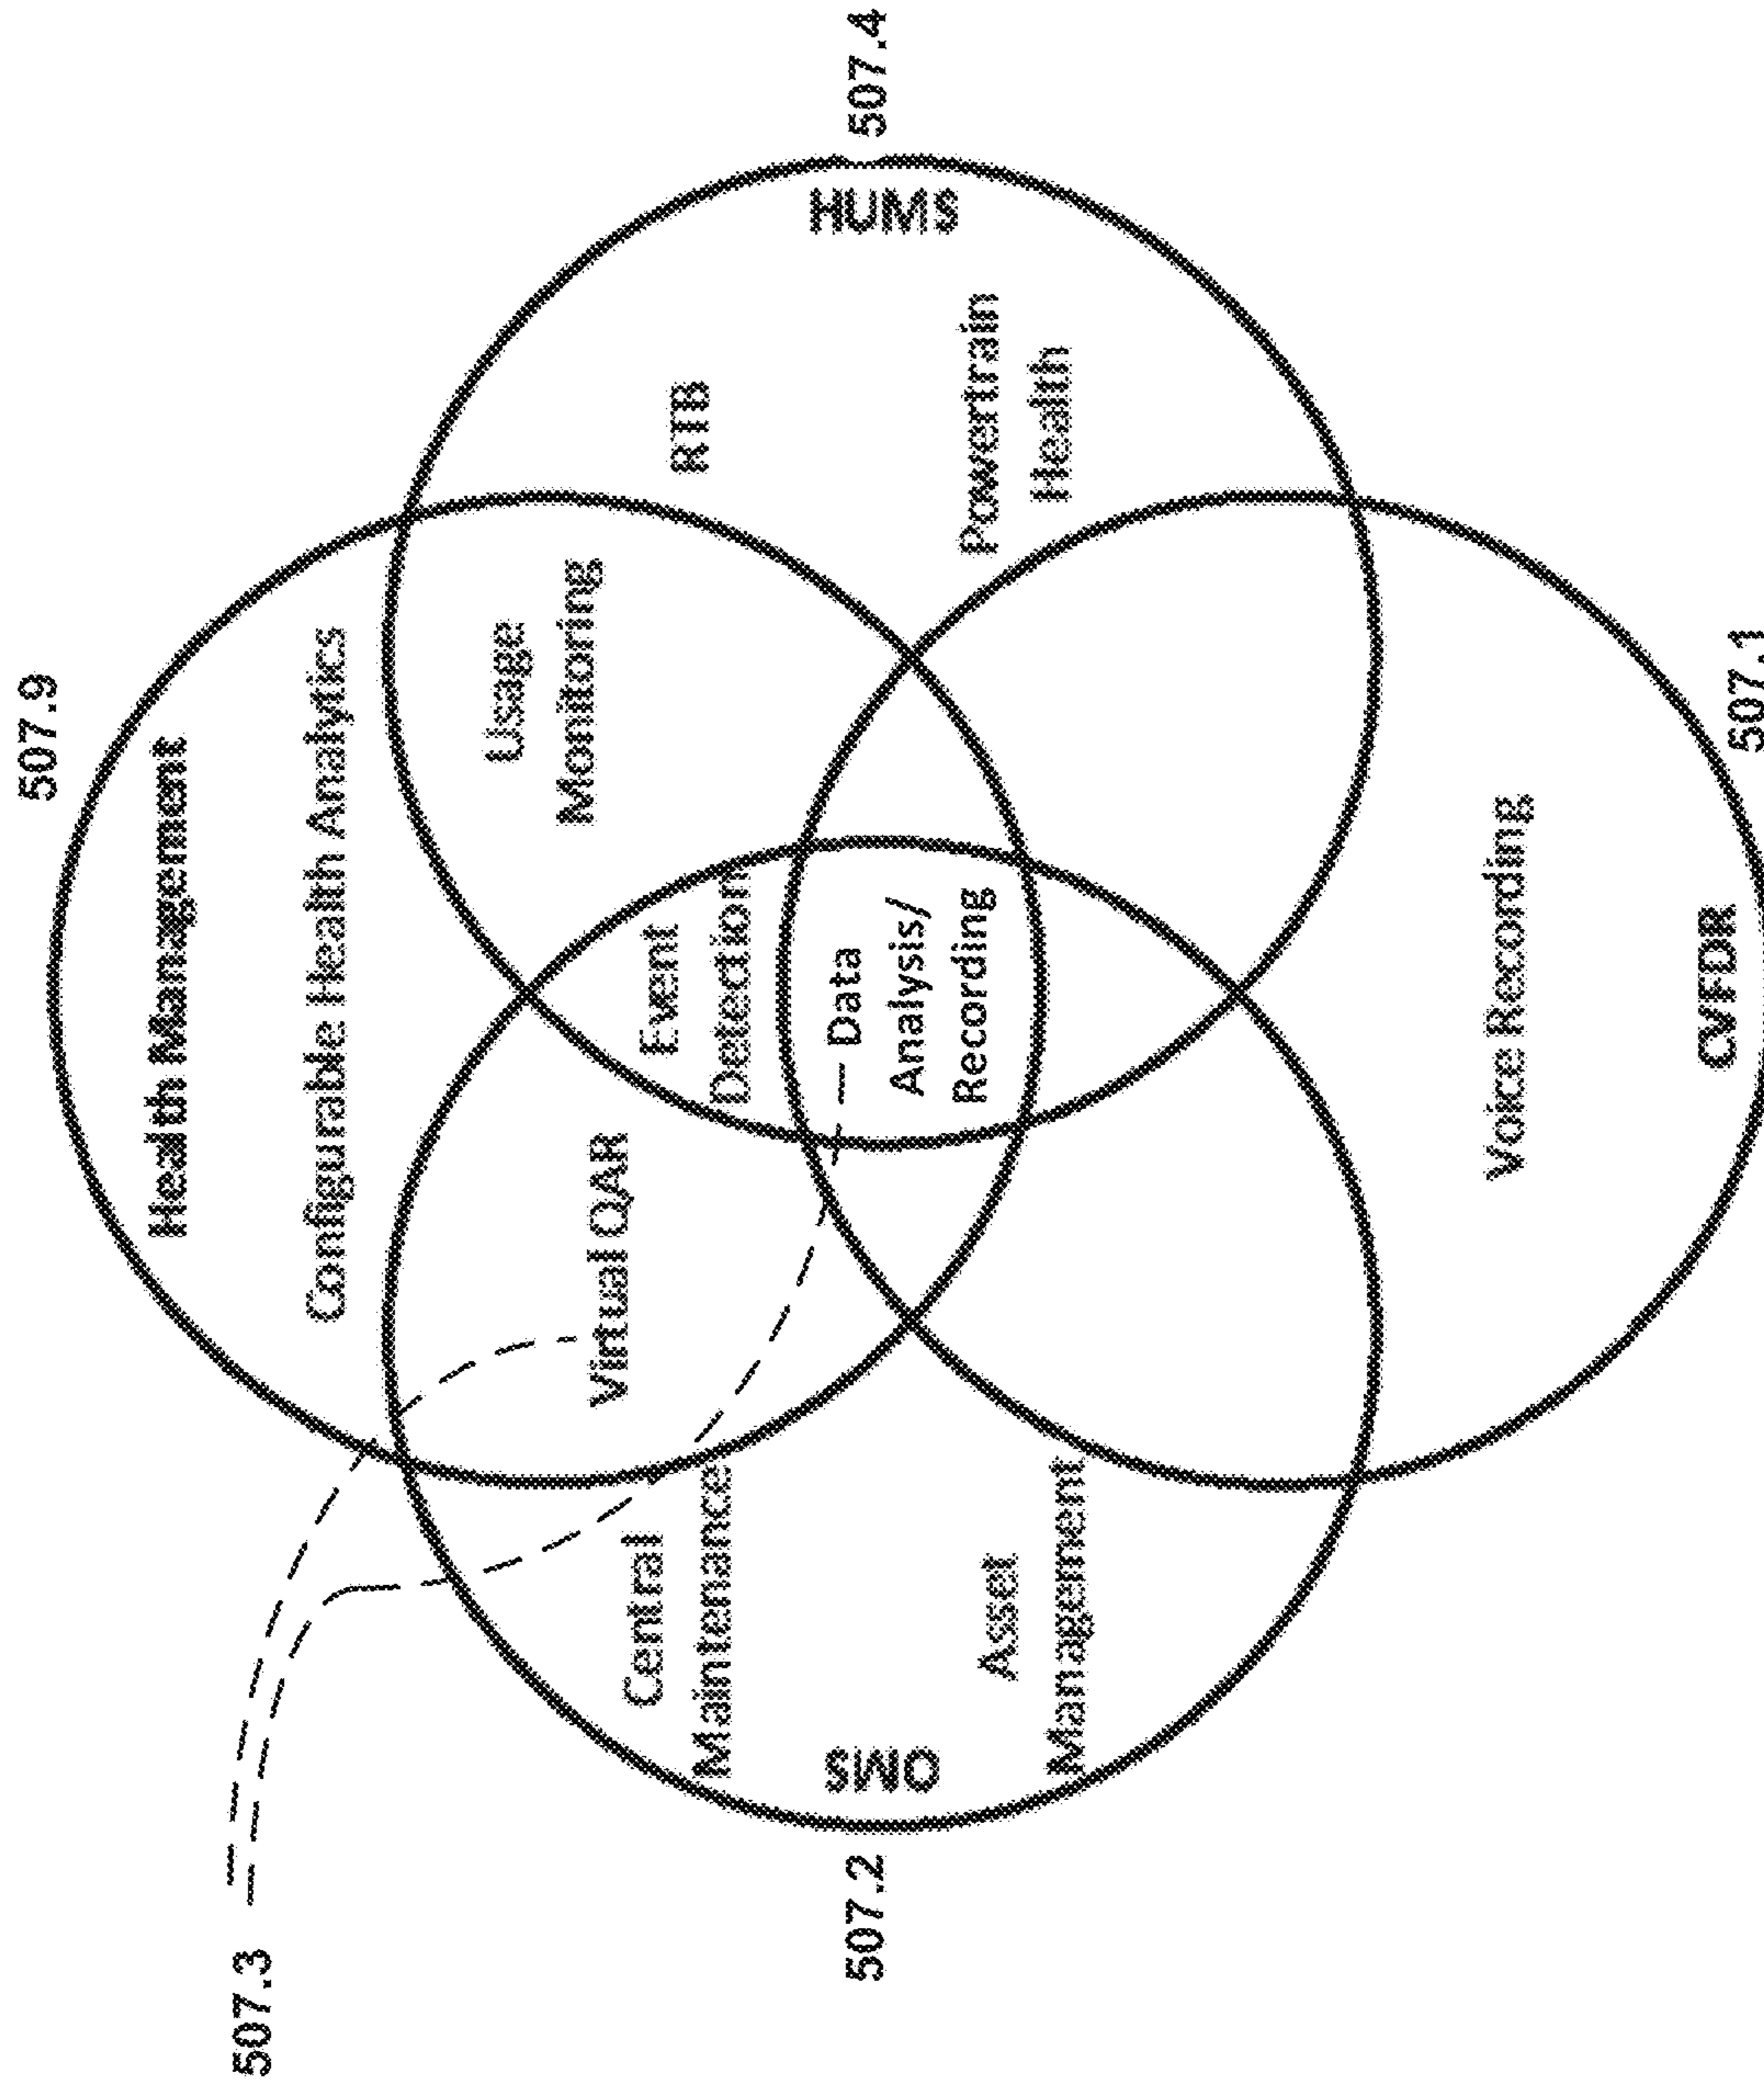 507.9
Health Management
507.3
Configurable Health Analytics
Usage
Monitoring
Virtual QAR
Event
Detection
RTB
Central
Maintenance
507.2
OMS
Data
Analysis/
Recording
HUMS
507.4
Asset
Management
Powertrain
Health
Voice Recording
CVFDR
507.1